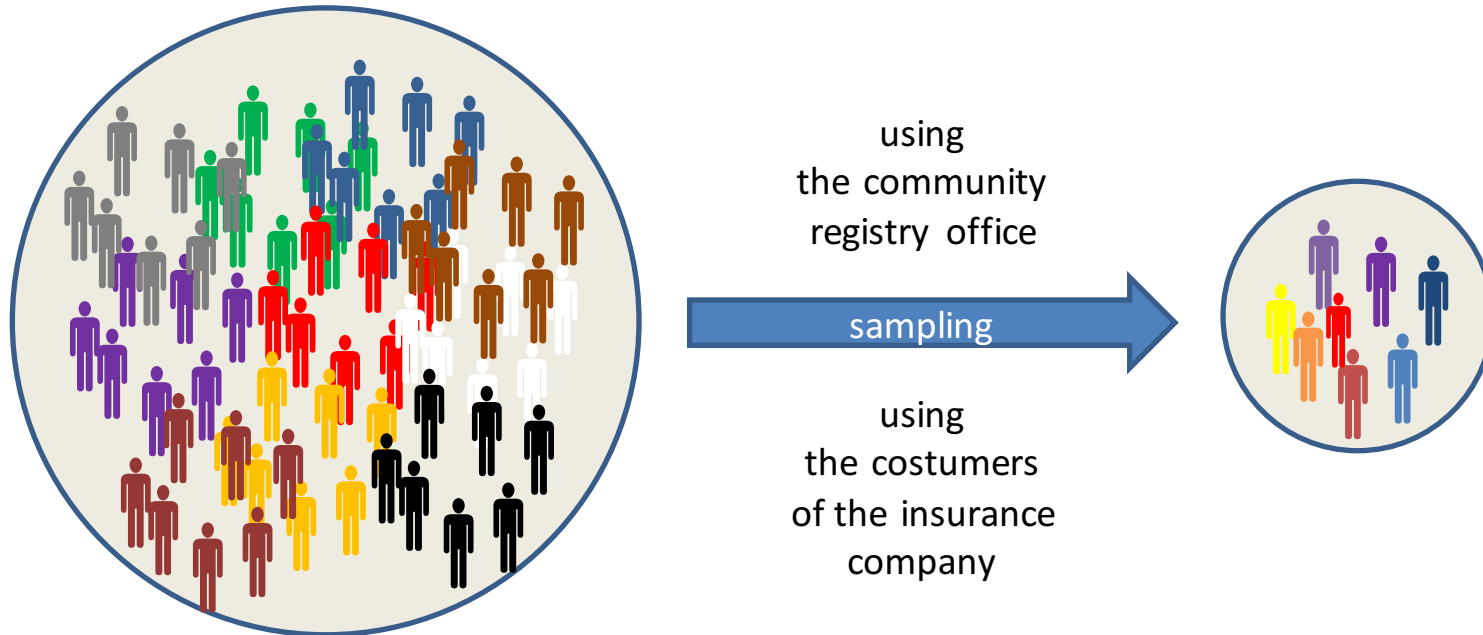 using
the community
registry office
sampling
using
the costumers
of the insurance
company